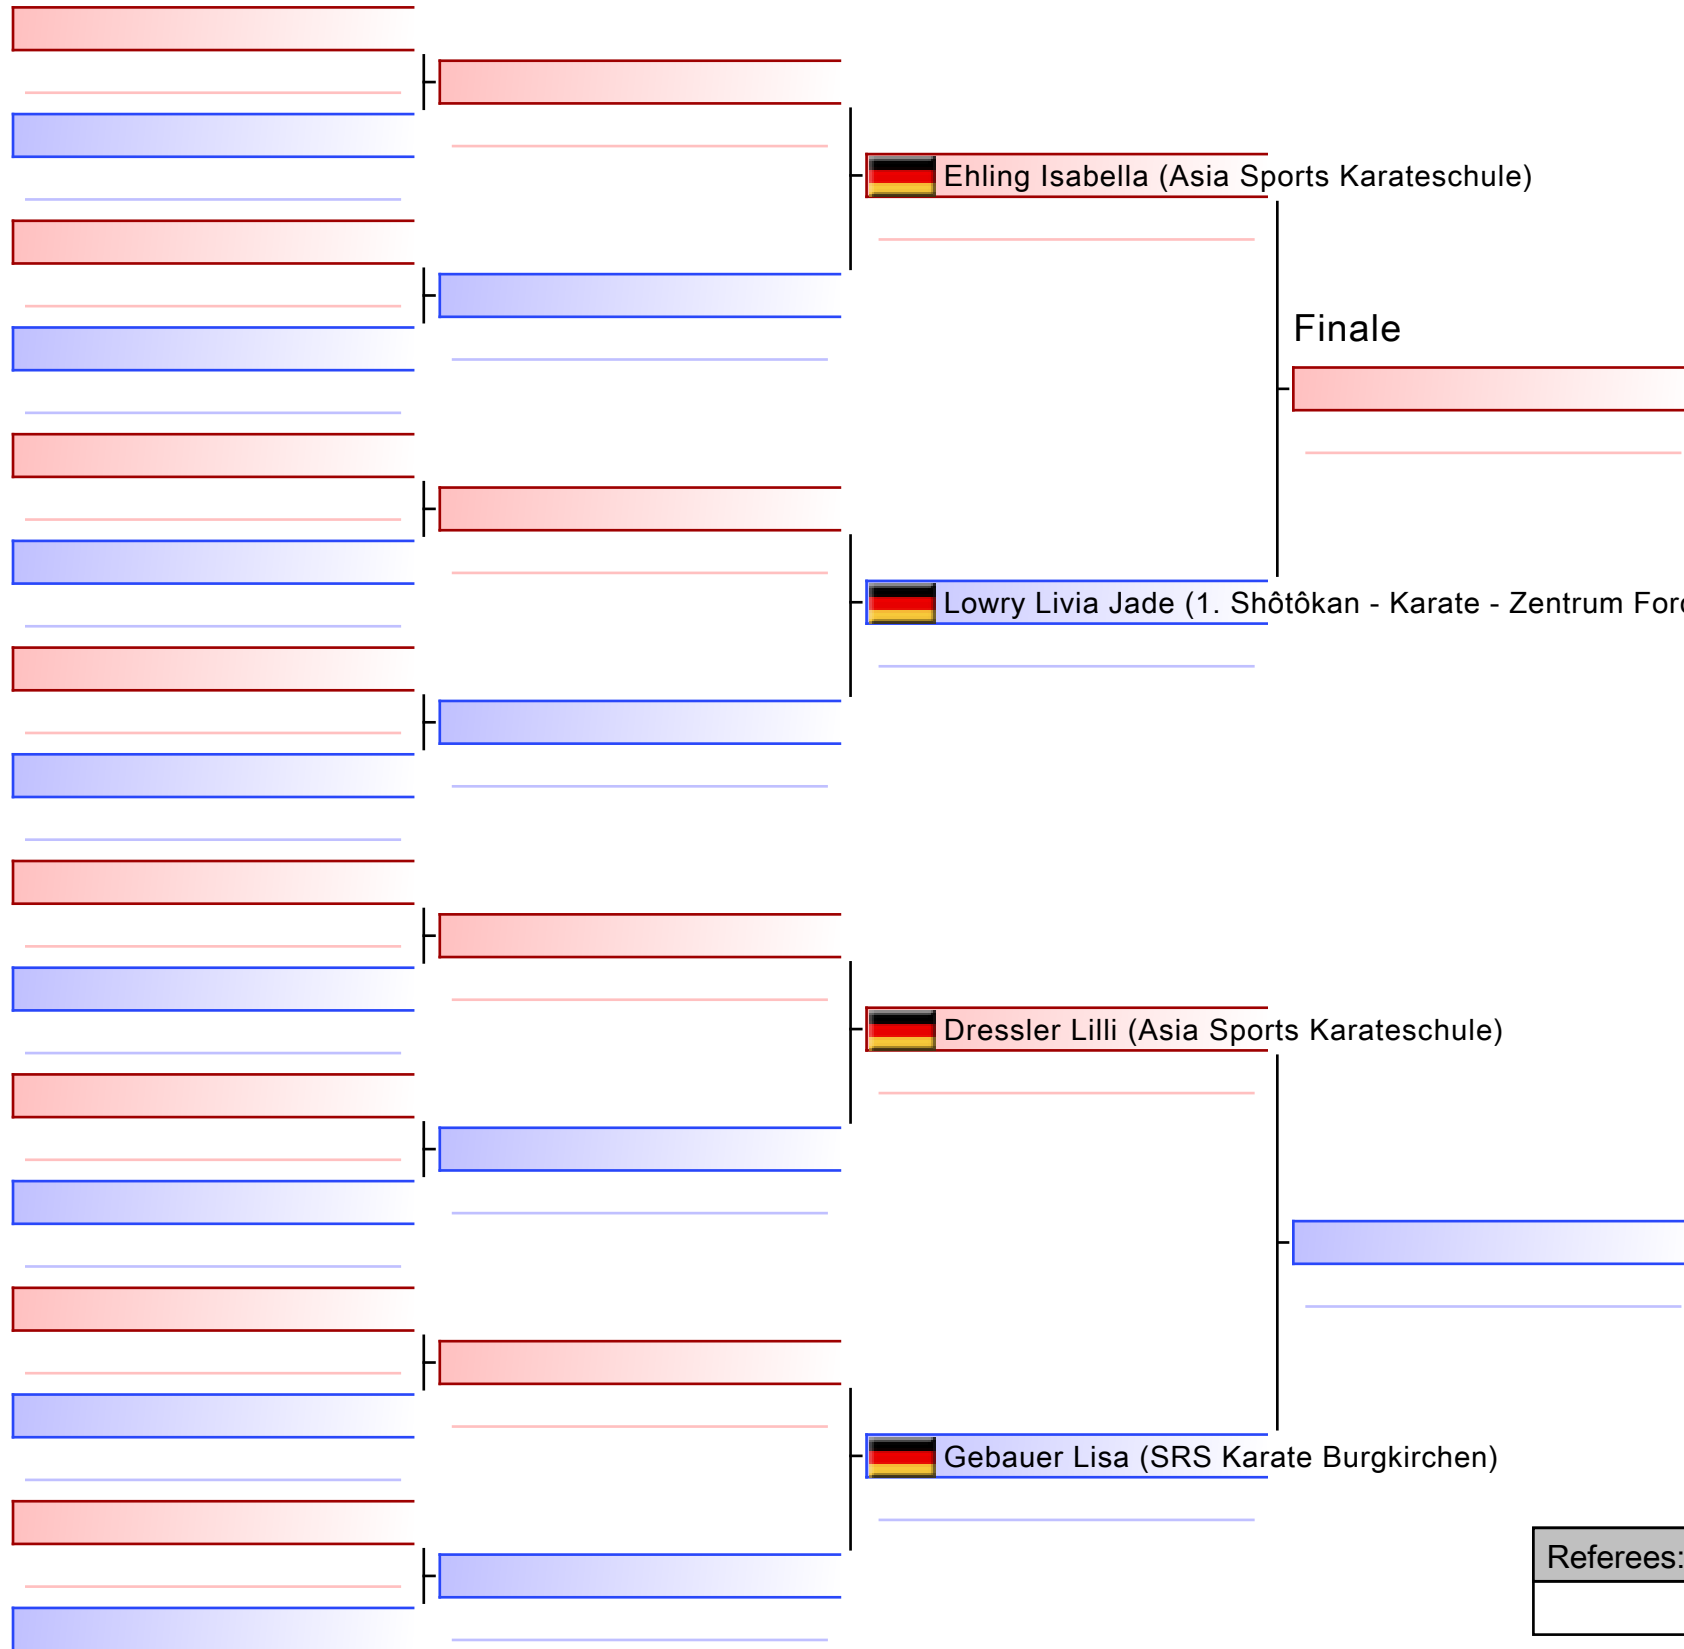 Ehling Isabella (Asia Sports Karateschule)
Finale
Lowry Livia Jade (1. Shôtôkan - Karate - Zentrum
Dressler Lilli (Asia Sports Karateschule)
Gebauer Lisa (SRS Karate Burgkirchen)
Referees: